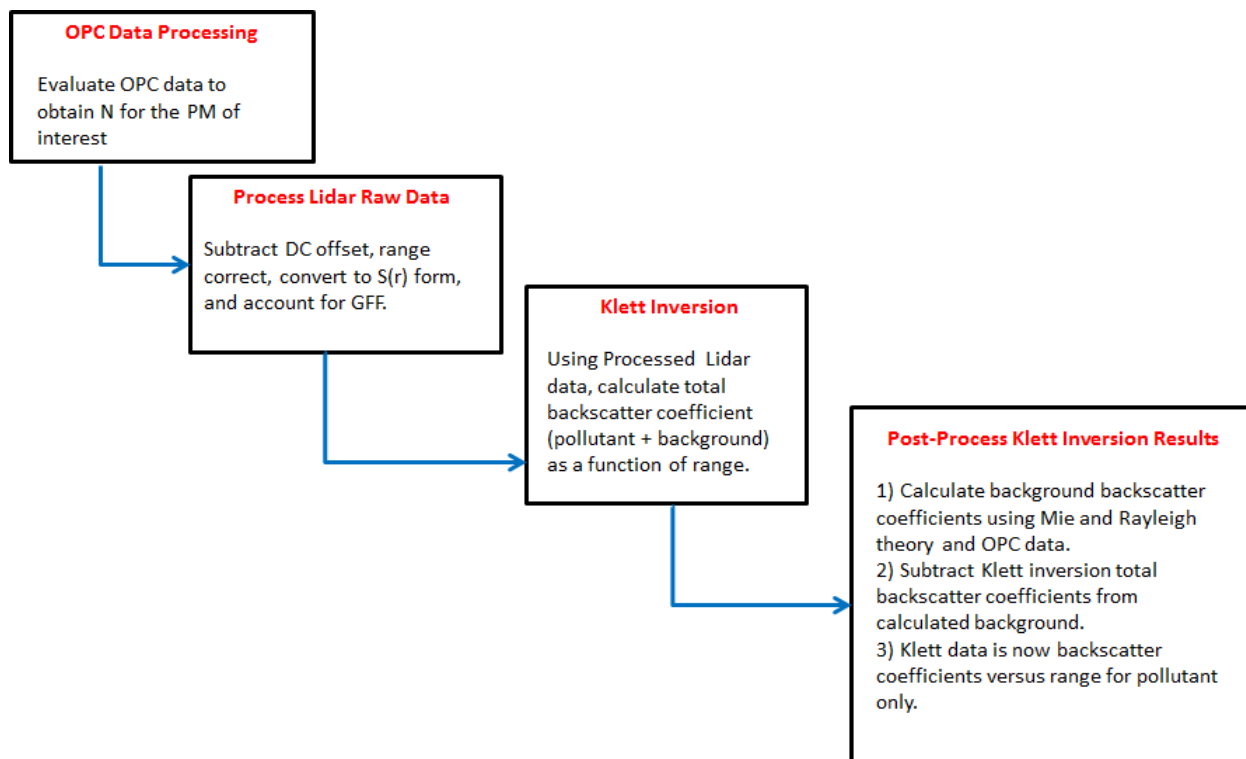 OPC Data Processing
Evaluate OPC data to
obtain N for the PM of
interest
Process Lidar Raw Data
Subtract DC offset, range
correct, convert to S(r) form,
and account for GFF.
Klett Inversion
Using Processed Lidar
data, calculate total
backscatter coefficient
(pollutant + background)
as a function of range.
Post-Process Klett Inversion Results
1) Calculate background backscatter
coefficients using Mie and Rayleigh
theory and OPC data.
2) Subtract Klett inversion total
backscatter coefficients from
calculated background.
3) Klett data is now backscatter
coefficients versus range for pollutant
only.